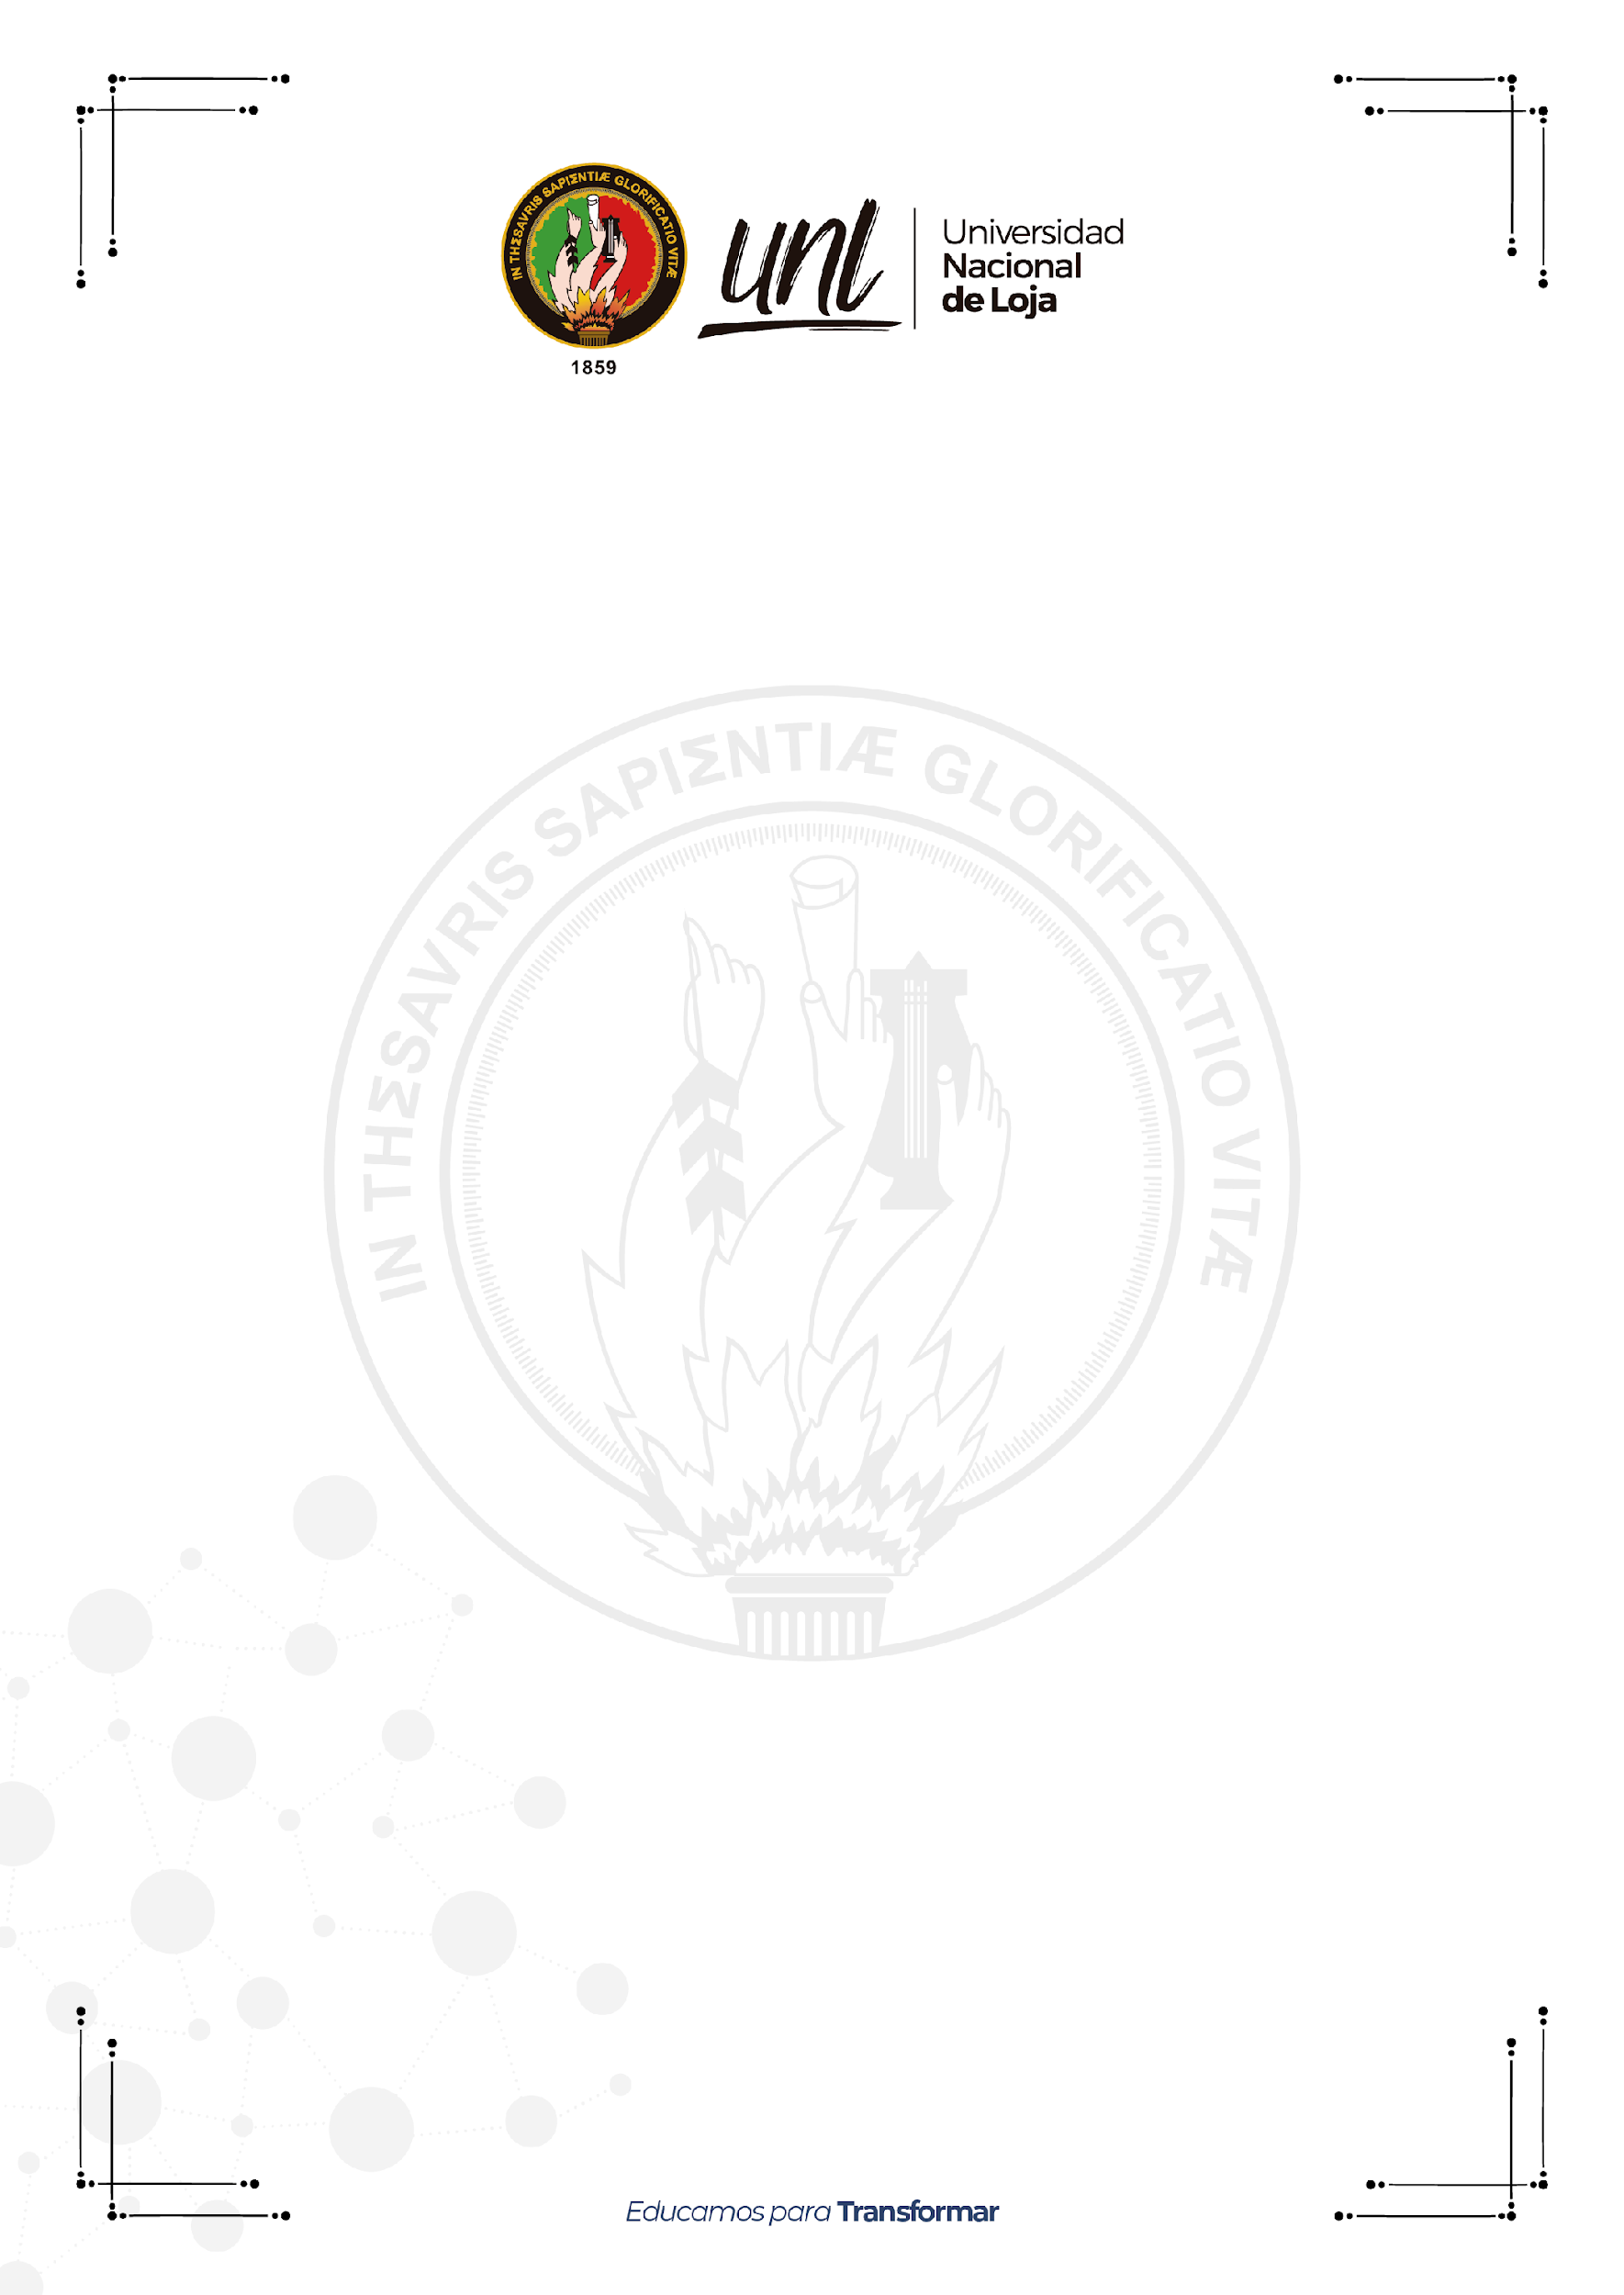 IN THΣSAVRIS SAPIΣNTIÆ GLORIFICATIO VITÆ
1859
unl
Universidad
Nacional
de Loja
IN THΣSAVRIS SAPIΣNTIÆ GLORIFICATIO VITÆ
Educamos para Transformar